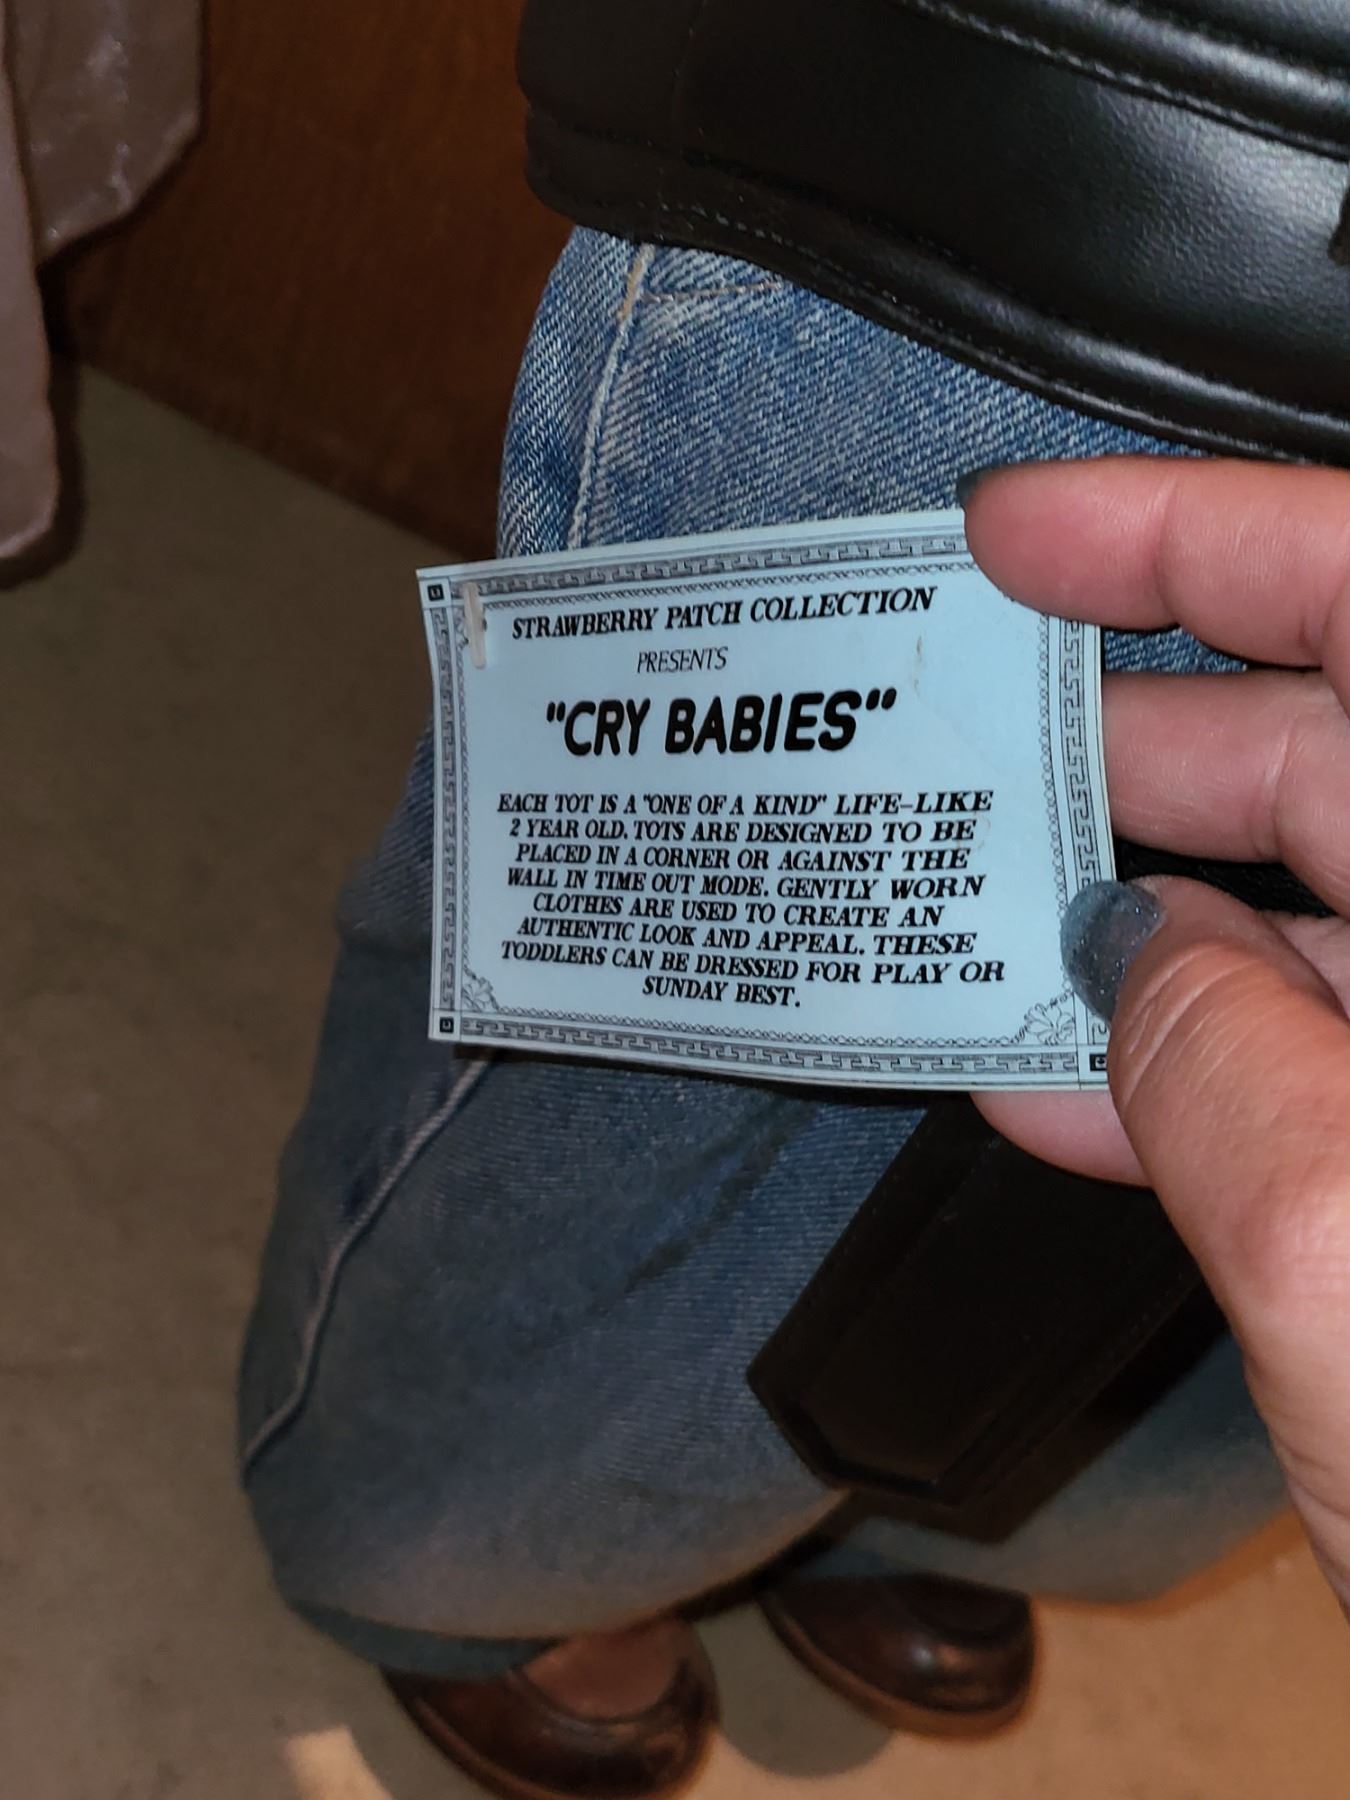 STRAWBERRY PATCH COLLECTION
PRESENTS
"CRY BABIES"
EACH TOT IS A "ONE OF A KIND" LIFE-LIKE
2 YEAR OLD. TOTS ARE DESIGNED TO BE
PLACED IN A CORNER OR AGAINST THE
WALL IN TIME OUT MODE. GENTLY WORN
CLOTHES ARE USED TO CREATE AN
AUTHENTIC LOOK AND APPEAL. THESE
TODDLERS CAN BE DRESSED FOR PLAY OR
SUNDAY BEST.